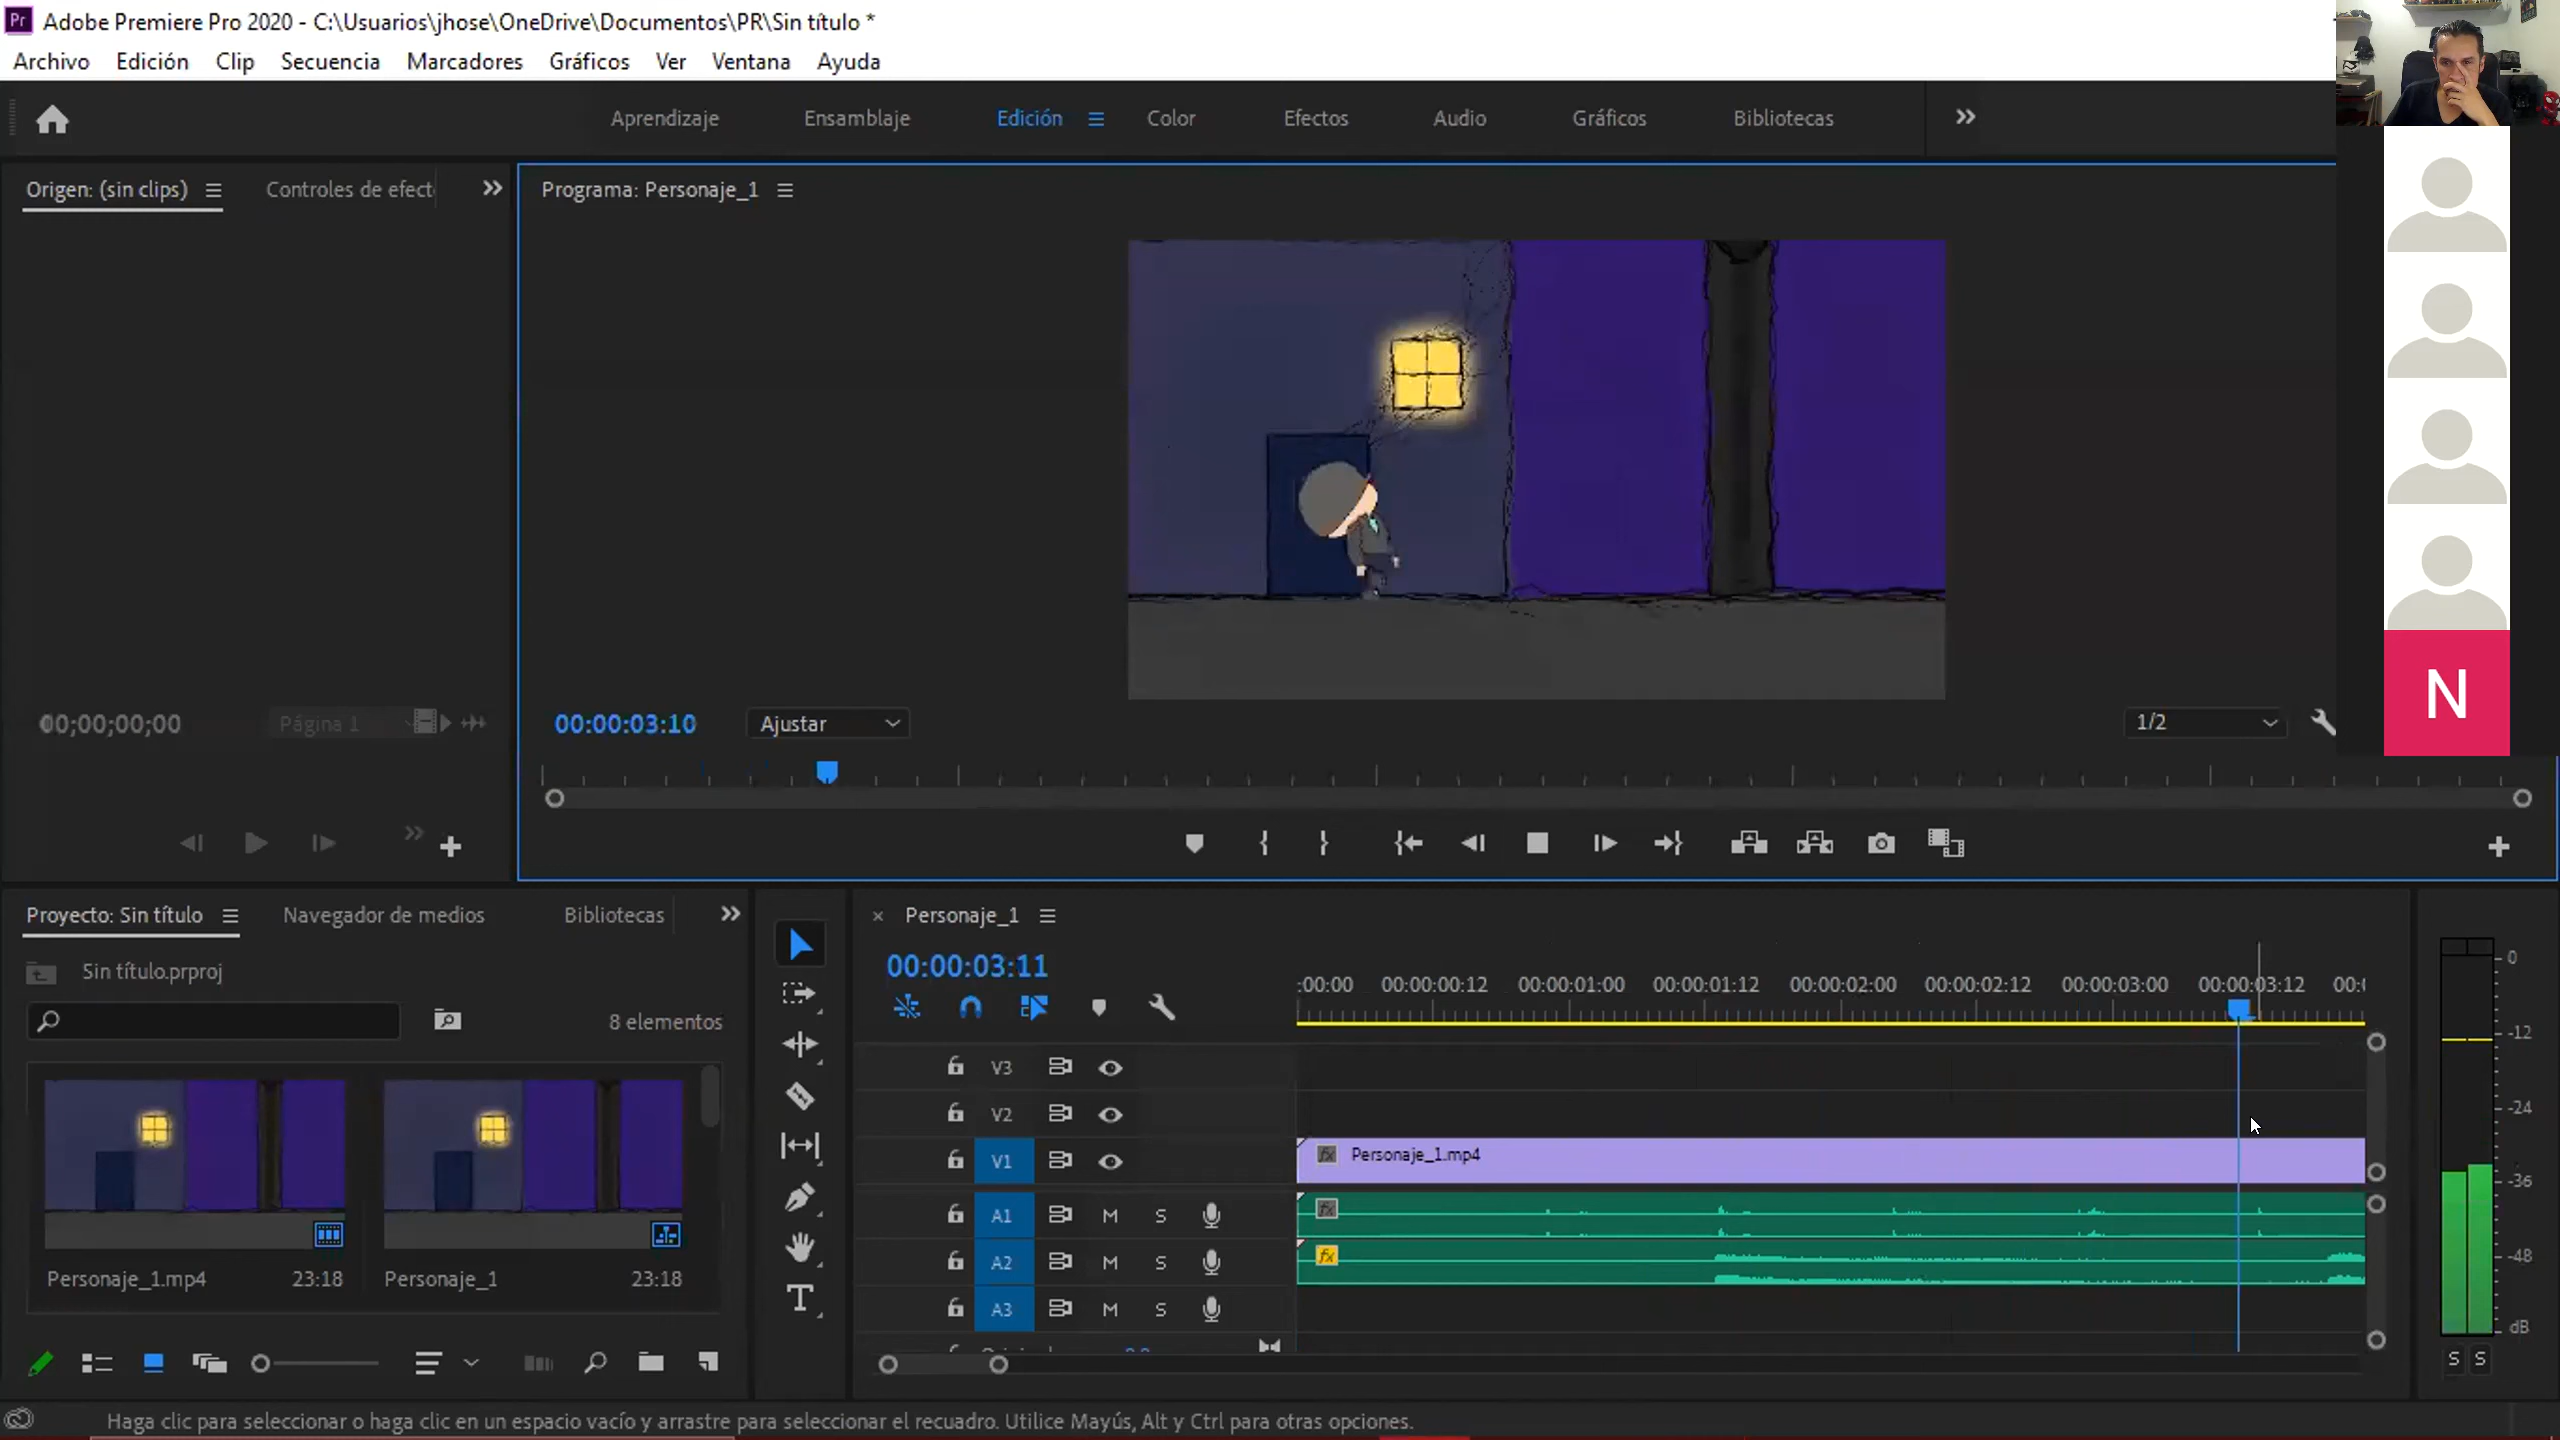 Pr Adobe Premiere Pro 2020 - C:\Usuarios\jhose\OneDrive\Documentos\PR\Sin título *
Archivo Edición Clip Secuencia Marcadores Gráficos Ver Ventana Ayuda
Aprendizaje Ensamblaje Edición Color Efectos Audio Gráficos Bibliotecas
Origen: (sin clips) Controles de efect
Programa: Personaje_1
00;00;00;00 Página 1
00:00:03:10 Ajustar 1/2
N
Proyecto: Sin título Navegador de medios Bibliotecas
Sin título.prproj
8 elementos
Personaje_1.mp4 23:18 Personaje_1 23:18
Personaje_1
00:00:03:11
:00:00 00:00:00:12 00:00:01:00 00:00:01:12 00:00:02:00 00:00:02:12 00:00:03:00 00:00:03:12 00:
V3
V2
V1 fx Personaje_1.mp4
A1 M S fx
A2 M S fx
A3 M S
T
0
-12
-24
-36
-48
dB
S S
Haga clic para seleccionar o haga clic en un espacio vacío y arrastre para seleccionar el recuadro. Utilice Mayús, Alt y Ctrl para otras opciones.